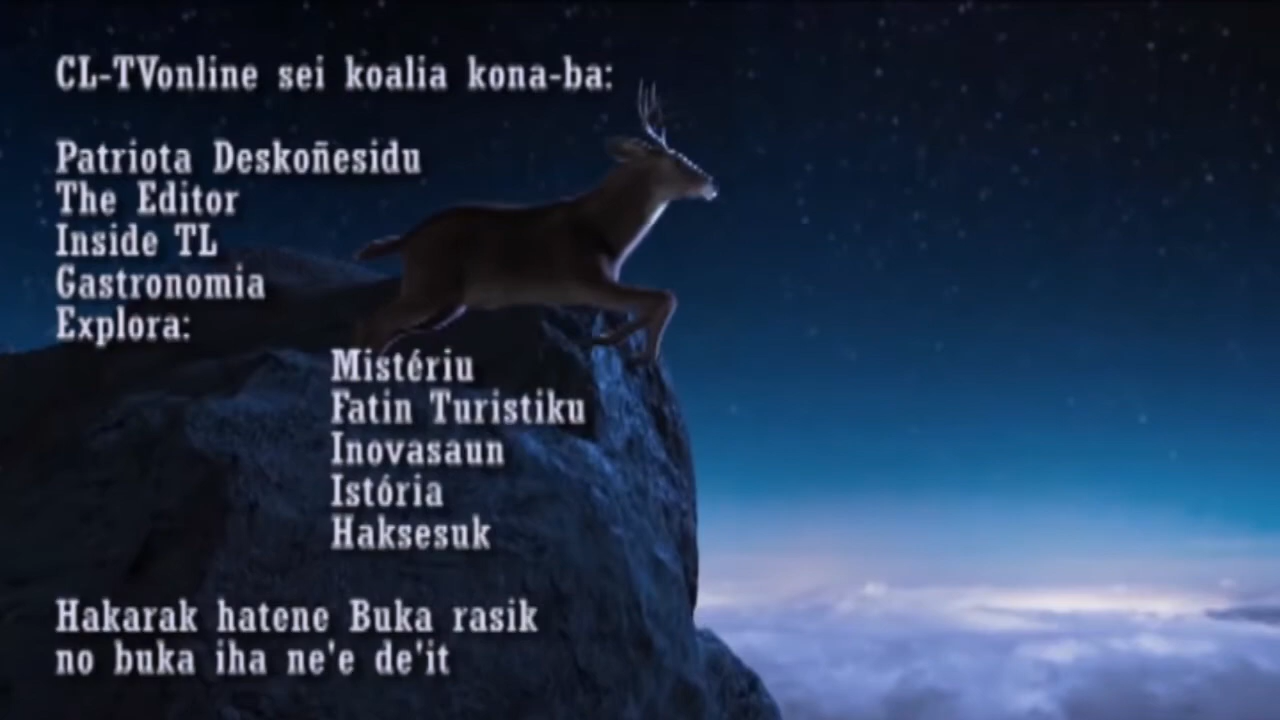 CL-TVonline sei koalia kona-ba:
Patriota Deskoñesidu
The Editor
Inside TL
Gastronomia
Explora:
Mistériu
Fatin Turistiku
Inovasaun
Istória
Haksesuk
Hakarak hatene Buka rasik
no buka iha ne'e de'it